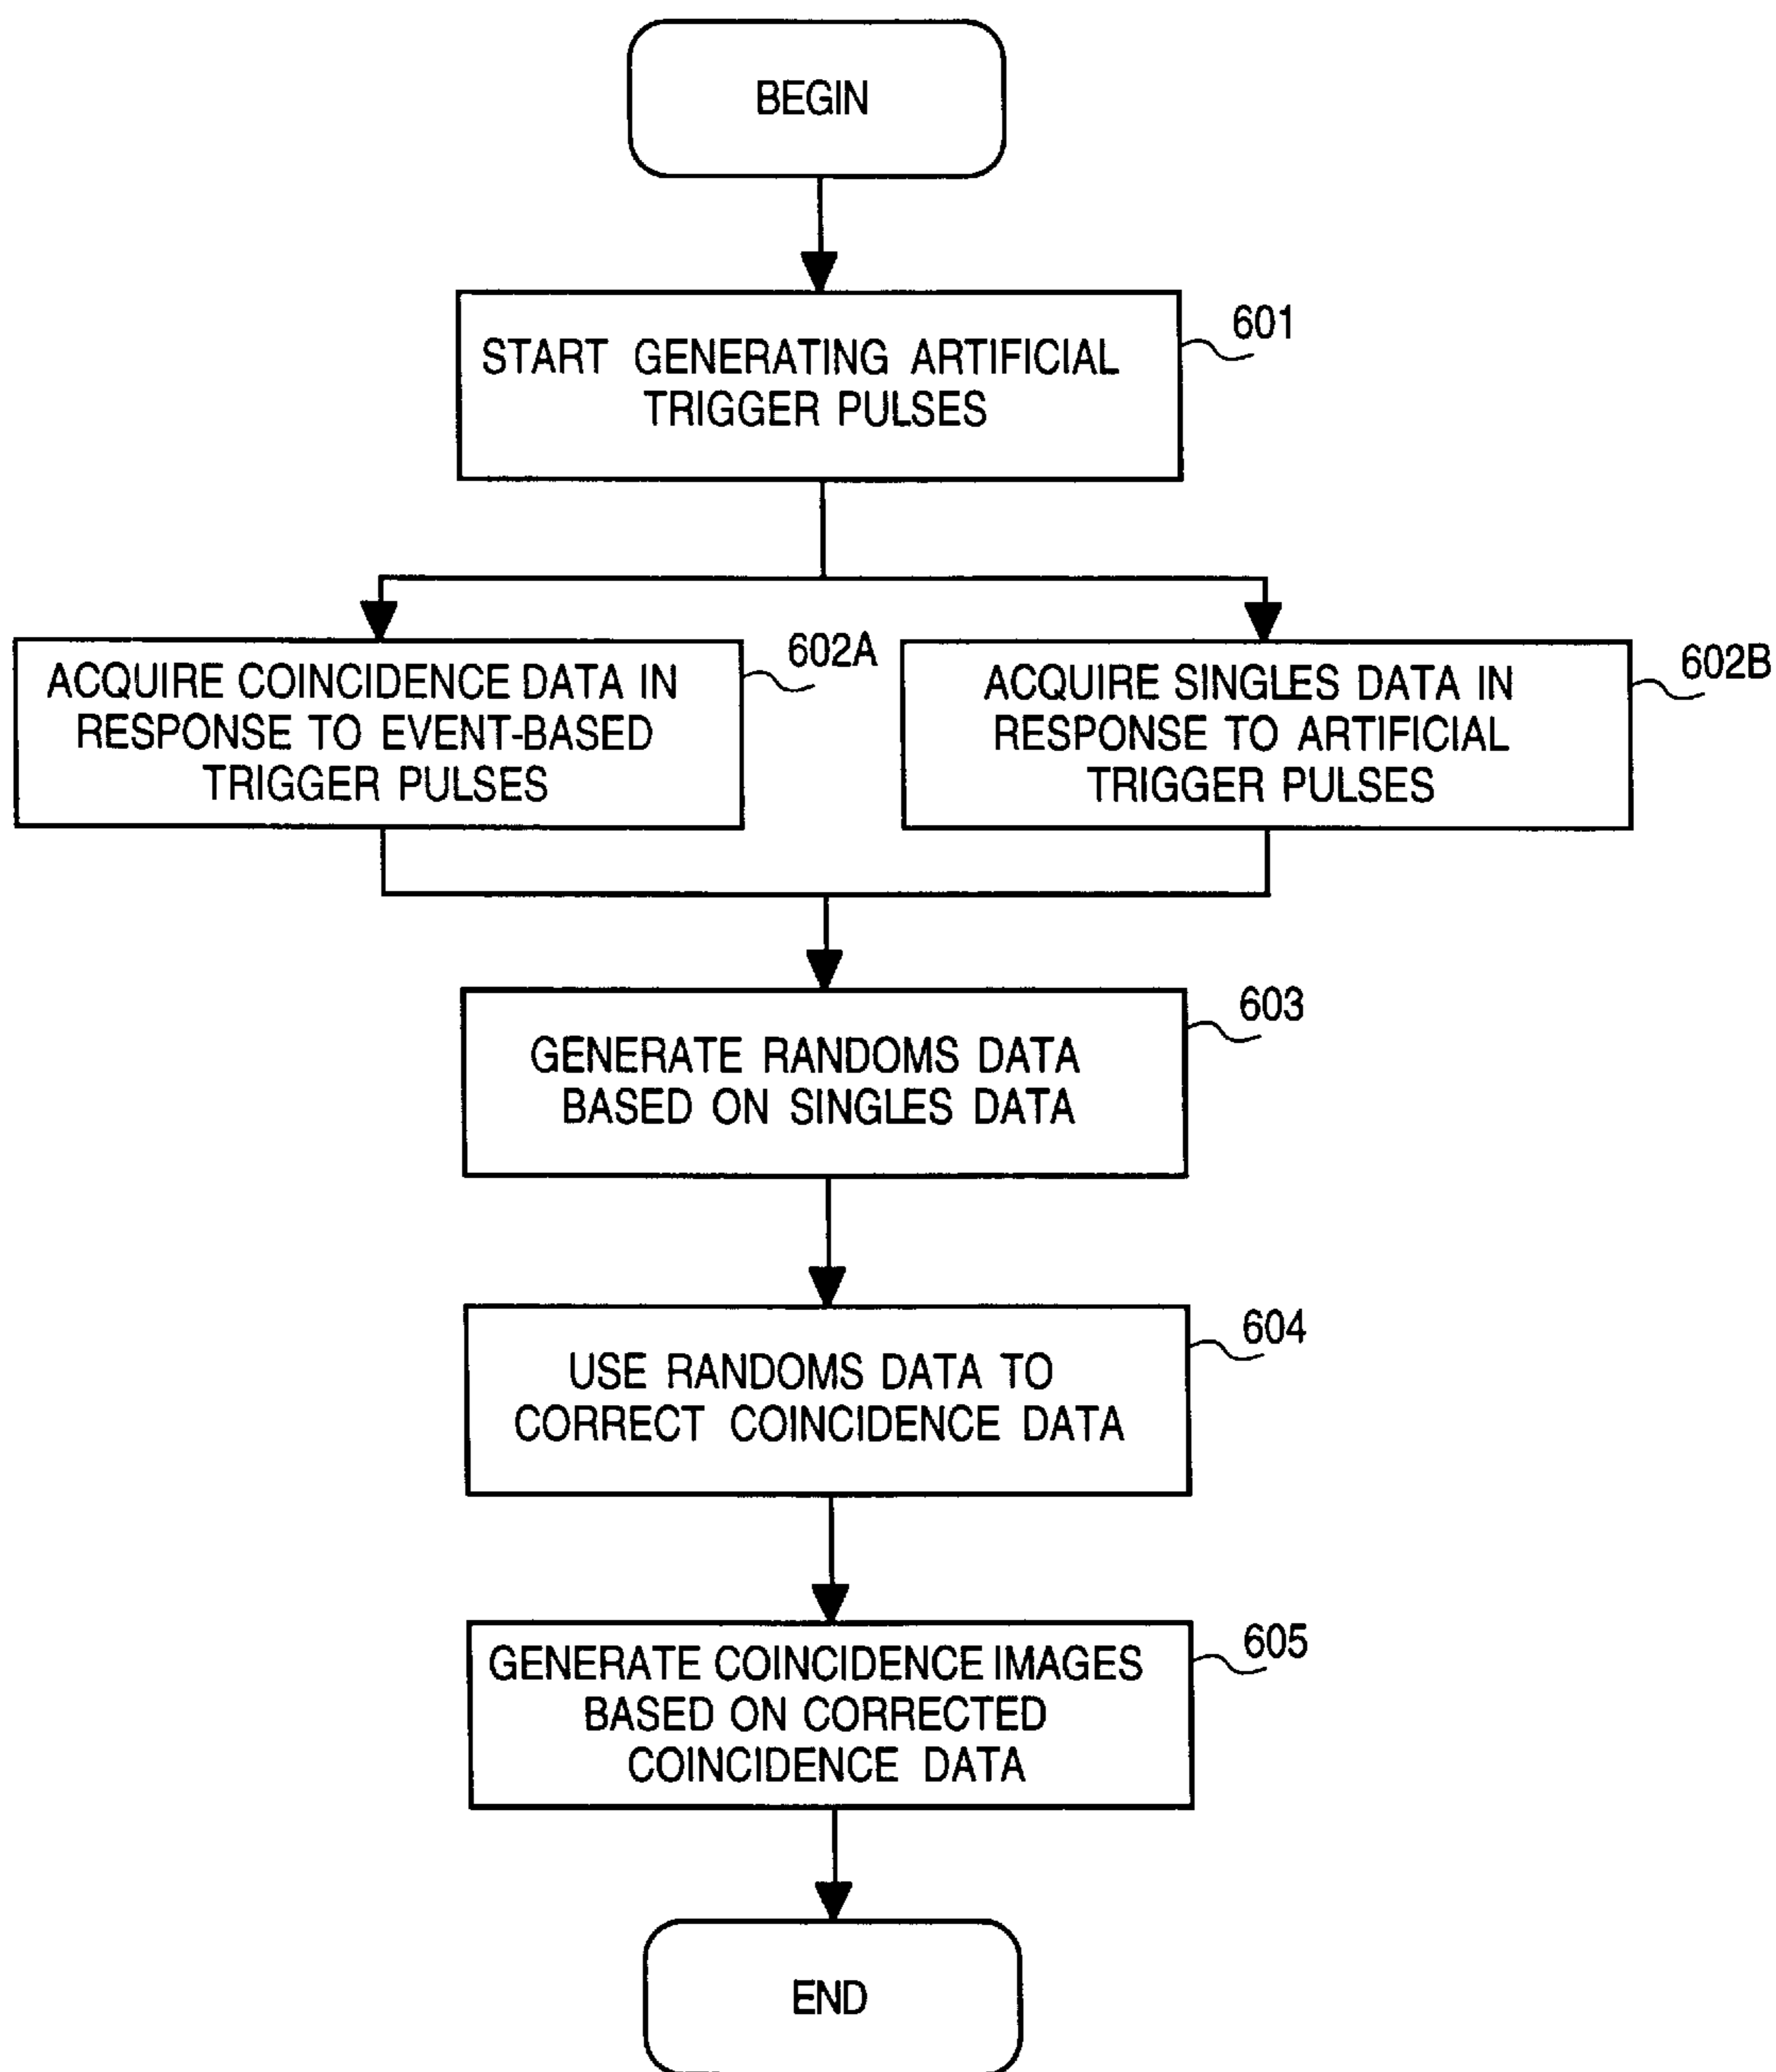 BEGIN
START GENERATING ARTIFICIAL
TRIGGER PULSES
601
ACQUIRE COINCIDENCE DATA IN
RESPONSE TO EVENT-BASED
TRIGGER PULSES
602A
ACQUIRE SINGLES DATA IN
RESPONSE TO ARTIFICIAL
TRIGGER PULSES
602B
GENERATE RANDOMS DATA
BASED ON SINGLES DATA
603
USE RANDOMS DATA TO
CORRECT COINCIDENCE DATA
604
GENERATE COINCIDENCE IMAGES
BASED ON CORRECTED
COINCIDENCE DATA
605
END